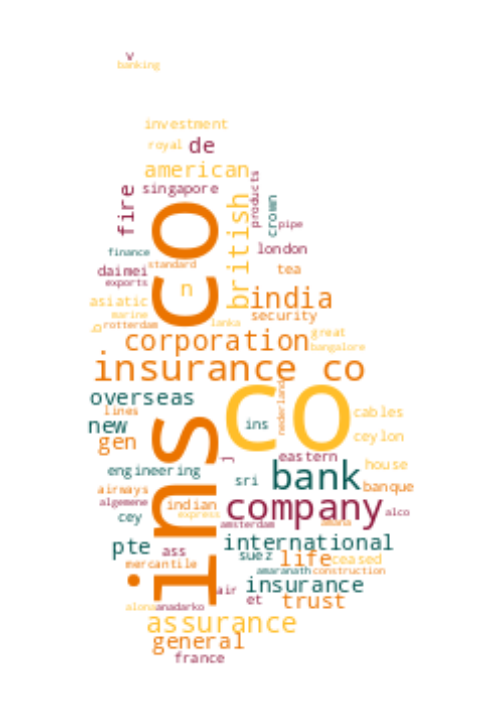 v
banking
investment
royal de
american
singapore
fire
products
crown
pipe
british
co
finance
london
daimei standard
tea
exports
n
asiatic
india
marine
security
p rotterdam
lanka
great
corporation
bangalore
insurance co
overseas
nederland
co
lines
cables
new
ins
gen
ceylon
ins
j
eastern
engineering
house
sri bank
airways
banque
algemene
indian
company
express
alco
cey
amsterdam
amana
international
pte ass
suez life ceased
mercantile
amaranath construction
insurance
air
et trust
alona anadarko
assurance
general
france